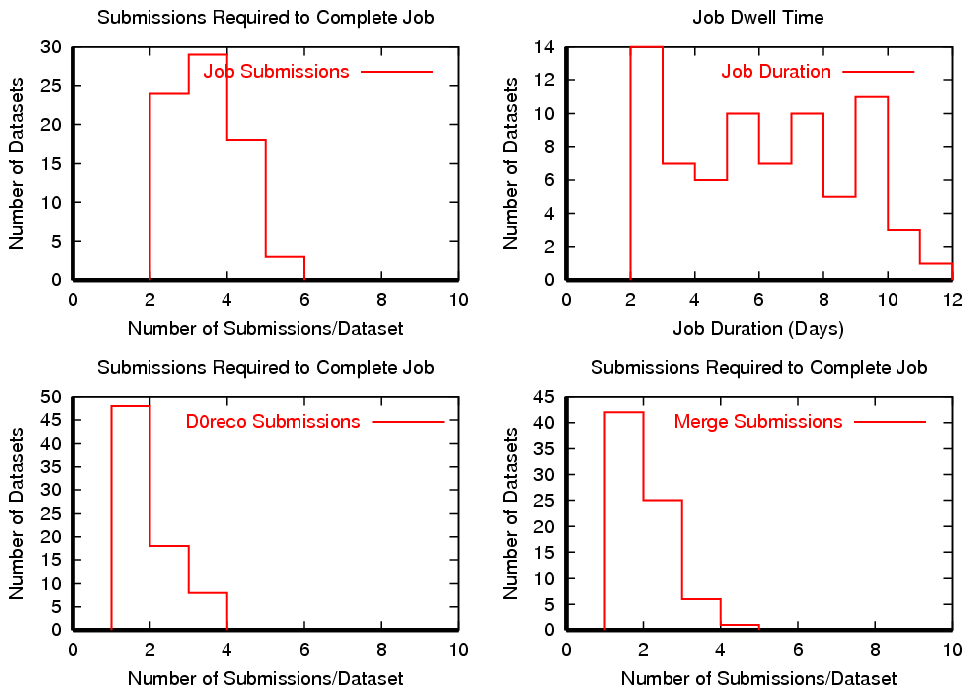 Submissions Required to Complete Job
30
25
20
15
10
5
0
Number of Datasets
Job Submissions
0 2 4 6 8 10
Number of Submissions/Dataset
Job Dwell Time
14
12
10
8
6
4
2
0
Number of Datasets
Job Duration
0 2 4 6 8 10 12
Job Duration (Days)
Submissions Required to Complete Job
50
45
40
35
30
25
20
15
10
5
0
Number of Datasets
D0reco Submissions
0 2 4 6 8 10
Number of Submissions/Dataset
Submissions Required to Complete Job
45
40
35
30
25
20
15
10
5
0
Number of Datasets
Merge Submissions
0 2 4 6 8 10
Number of Submissions/Dataset